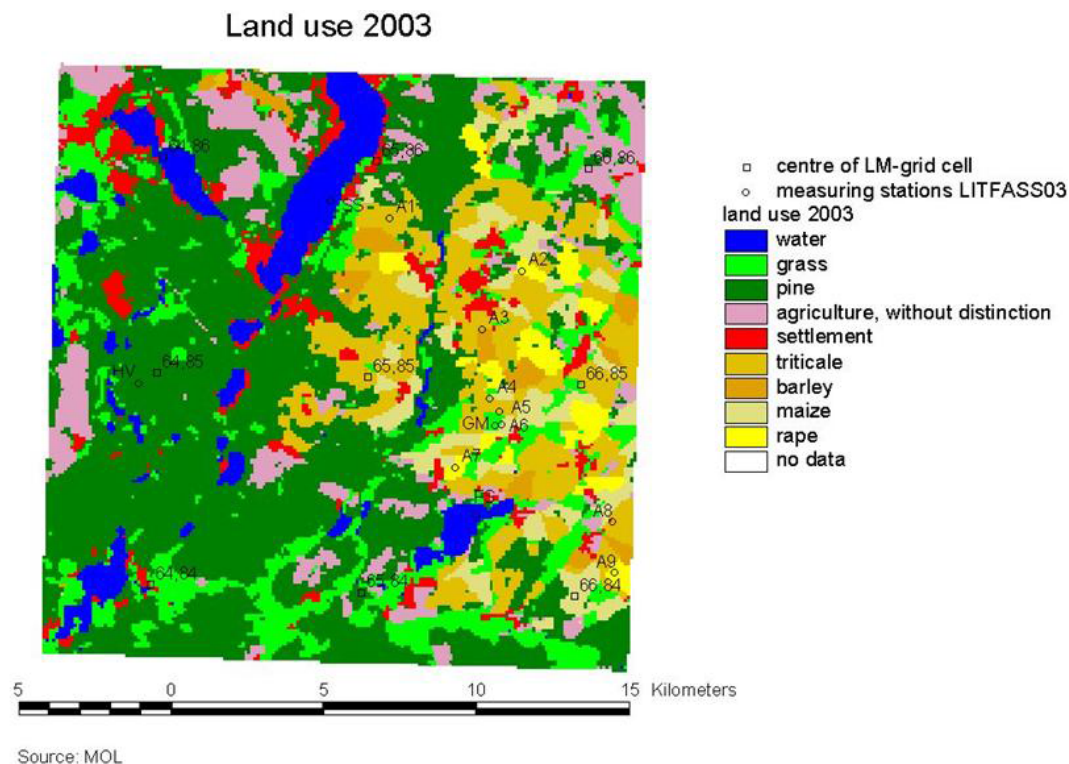 Land use 2003
64,86
65,86
66,86
SS
A1
A2
A3
HV
64,85
65,85
66,85
A4
A5
GM
A6
A7
FS
A8
A9
64,84
65,84
66,84
centre of LM-grid cell
measuring stations LITFASS03
land use 2003
water
grass
pine
agriculture, without distinction
settlement
triticale
barley
maize
rape
no data
5 0 5 10 15 Kilometers
Source: MOL